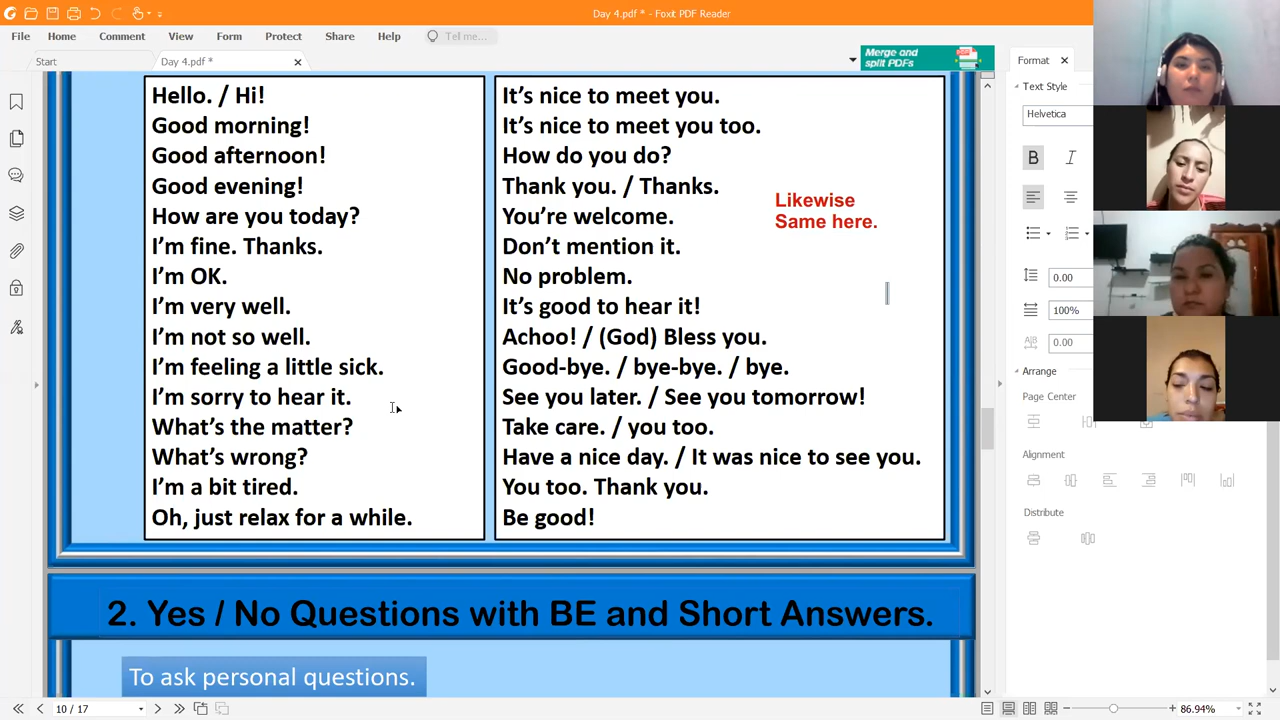 Day 4.pdf * - Foxit PDF Reader
File Home Comment View Form Protect Share Help Tell me...
Start Day 4.pdf *
Merge and
split PDFs
Hello. / Hi!
Good morning!
Good afternoon!
Good evening!
How are you today?
I'm fine. Thanks.
I'm OK.
I'm very well.
I'm not so well.
I'm feeling a little sick.
I'm sorry to hear it.
What's the matter?
What's wrong?
I'm a bit tired.
Oh, just relax for a while.
It's nice to meet you.
It's nice to meet you too.
How do you do?
Thank you. / Thanks.
You're welcome.
Don't mention it.
No problem.
It's good to hear it!
Achoo! / (God) Bless you.
Good-bye. / bye-bye. / bye.
See you later. / See you tomorrow!
Take care. / you too.
Have a nice day. / It was nice to see you.
You too. Thank you.
Be good!
Likewise
Same here.
2. Yes / No Questions with BE and Short Answers.
To ask personal questions.
Format
Text Style
Helvetica
B I
0.00
100%
0.00
Arrange
Page Center
Alignment
Distribute
10 / 17
86.94%